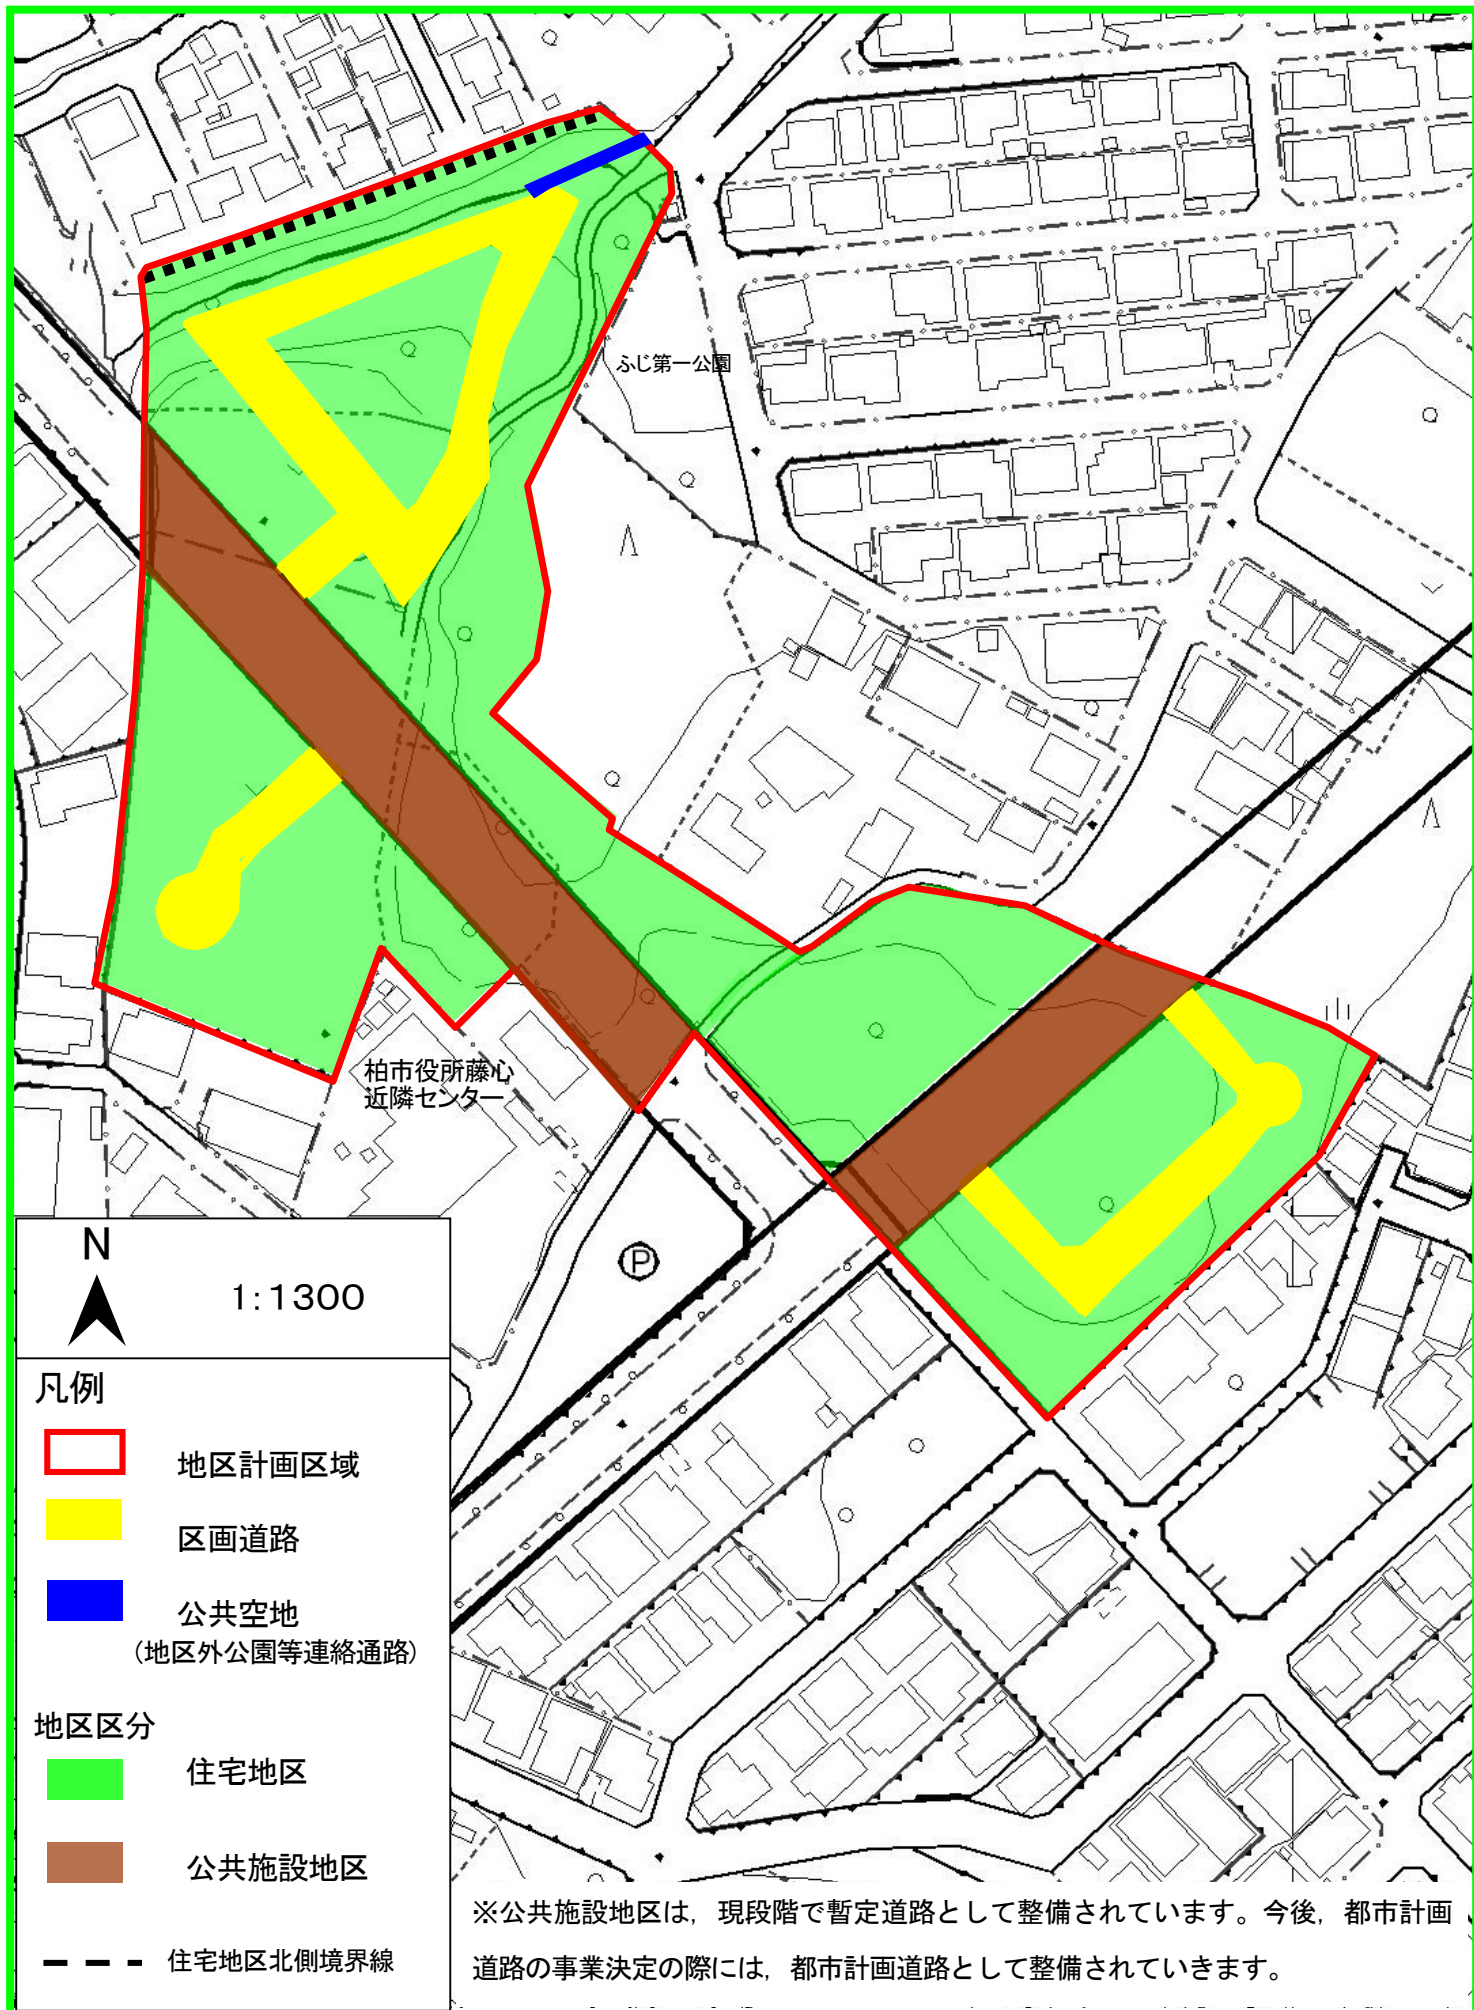 ふじ第一公園
柏市役所藤心
近隣センター
P
N
1:1300
凡例
地区計画区域
区画道路
公共空地
(地区外公園等連絡通路)
地区区分
住宅地区
公共施設地区
住宅地区北側境界線
※公共施設地区は,現段階で暫定道路として整備されています。今後,都市計画
道路の事業決定の際には,都市計画道路として整備されていきます。